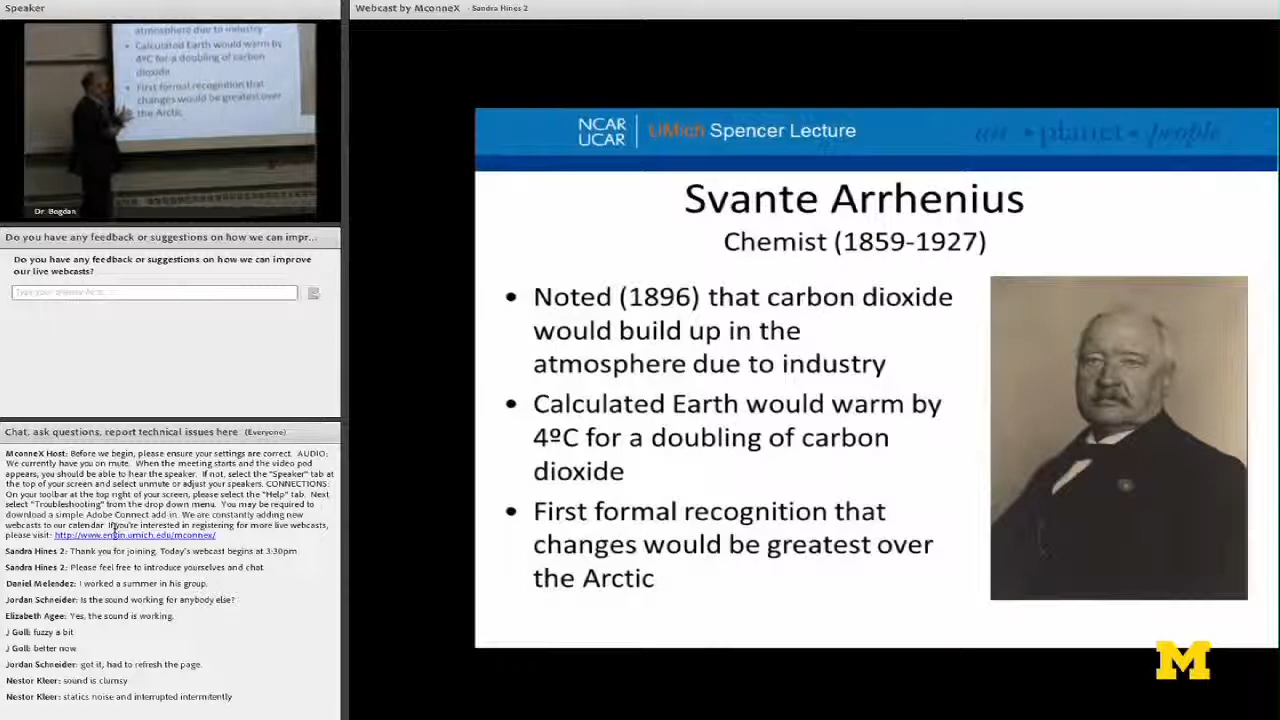 Speaker
atmosphere due to industry
• Calculated Earth would warm by
4ºC for a doubling of carbon
dioxide
• First formal recognition that
changes would be greatest over
the Arctic
Dr. Bogdan
Do you have any feedback or suggestions on how we can impr...
Do you have any feedback or suggestions on how we can improve
our live webcasts?
Chat, ask questions, report technical issues here (Everyone)
MconneX Host: Before we begin, please ensure your settings are correct. AUDIO:
We currently have you on mute. When the meeting starts and the video pod
appears, you should be able to hear the speaker. If not, select the "Speaker" tab at
the top of your screen and select unmute or adjust your speakers. CONNECTIONS:
On your toolbar at the top right of your screen, please select the "Help" tab. Next
select "Troubleshooting" from the drop down menu. You may be required to
download a simple Adobe Connect add in. We are constantly adding new
webcasts to our calendar. If you're interested in registering for more live webcasts,
please visit: http://www.engin.umich.edu/mconnex/
Sandra Hines 2: Thank you for joining. Today's webcast begins at 3:30pm
Sandra Hines 2: Please feel free to introduce yourselves and chat.
Daniel Melendez: I worked a summer in his group.
Jordan Schneider: Is the sound working for anybody else?
Elizabeth Agee: Yes, the sound is working.
J Goll: fuzzy a bit
J Goll: better now
Jordan Schneider: got it, had to refresh the page.
Nestor Kleer: sound is clumsy
Nestor Kleer: statics noise and interrupted intermitently
Webcast by MconneX - Sandra Hines 2
NCAR
UCAR
UMich Spencer Lecture
air • planet • people
Svante Arrhenius
Chemist (1859-1927)
• Noted (1896) that carbon dioxide
would build up in the
atmosphere due to industry
• Calculated Earth would warm by
4ºC for a doubling of carbon
dioxide
• First formal recognition that
changes would be greatest over
the Arctic
M